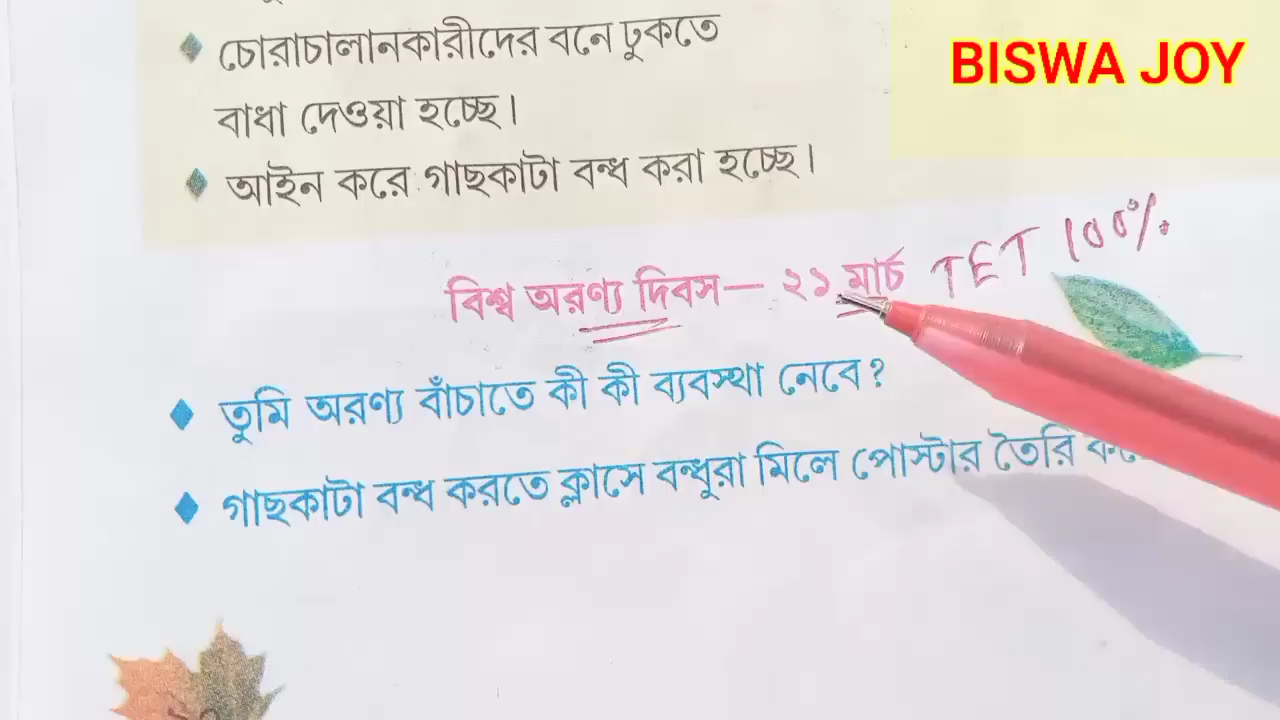 চোরাচালানকারীদের বনে ঢুকতে
BISWA JOY
বাধা দেওয়া হচ্ছে।
আইন করে গাছকাটা বন্ধ করা হচ্ছে।
বিশ্ব অরণ্য দিবস— ২১ মার্চ TET 100%
তুমি অরণ্য বাঁচাতে কী কী ব্যবস্থা নেবে?
গাছকাটা বন্ধ করতে ক্লাসে বন্ধুরা মিলে পোস্টার তৈরি